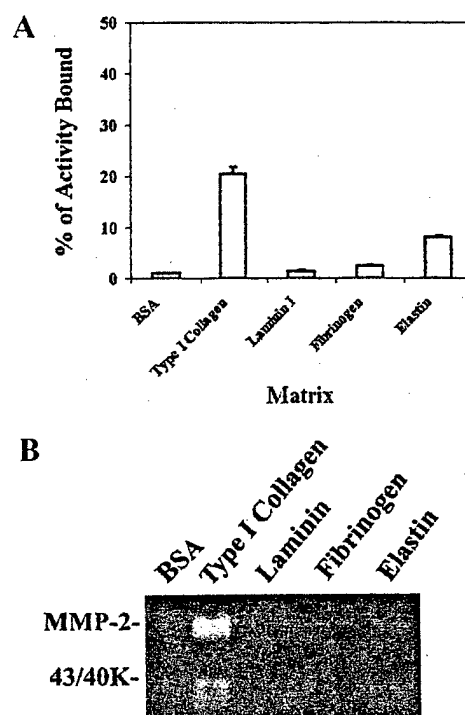 A
% of Activity Bound
50
40
30
20
10
0
BSA
Type I Collagen
Laminin I
Fibrinogen
Elastin
Matrix
B
BSA
Type I Collagen
Laminin
Fibrinogen
Elastin
MMP-2-
43/40K-